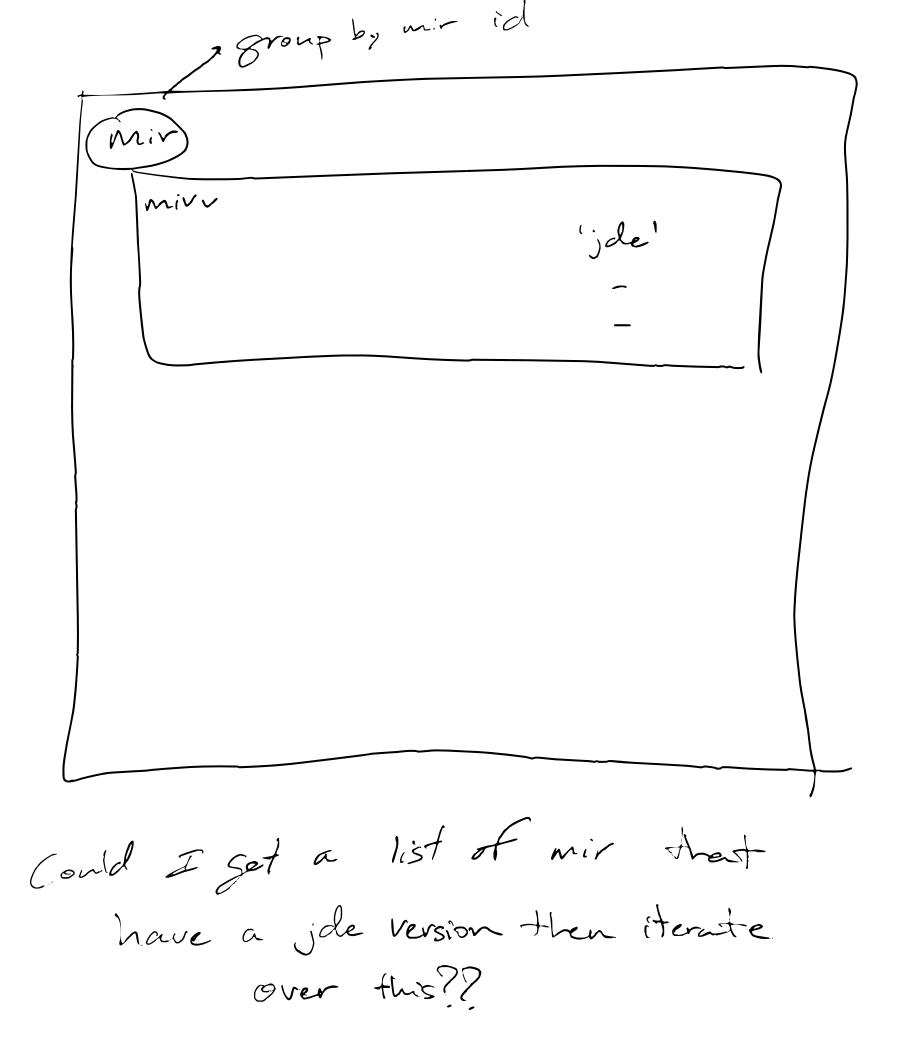 group by mir id
mir
mirv
'jde'
-
-
Could I get a list of mir that
have a jde version then iterate
over this??